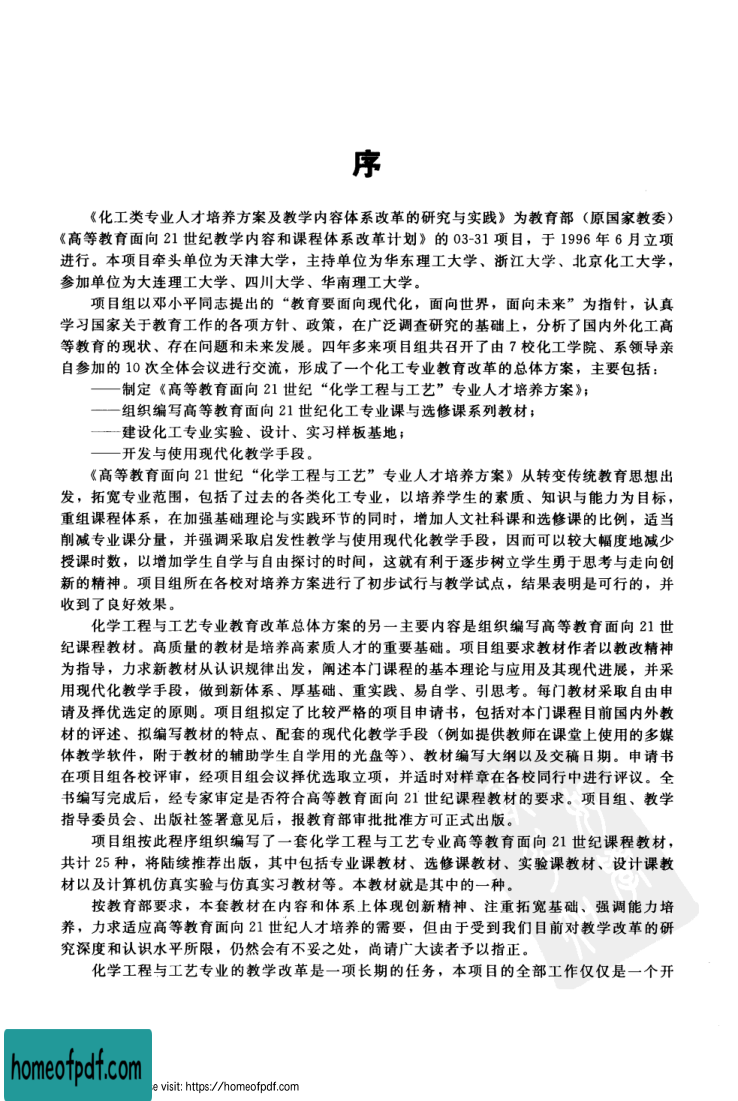 序
《化工类专业人才培养方案及教学内容体系改革的研究与实践》为教育部（原国家教委）
《高等教育面向 21 世纪教学内容和课程体系改革计划》的 03-31 项目，于 1996 年 6 月立项
进行。本项目牵头单位为天津大学，主持单位为华东理工大学、浙江大学、北京化工大学，
参加单位为大连理工大学、四川大学、华南理工大学。
项目组以邓小平同志提出的“教育要面向现代化，面向世界，面向未来”为指针，认真
学习国家关于教育工作的各项方针、政策，在广泛调查研究的基础上，分析了国内外化工高
等教育的现状、存在问题和未来发展。四年多来项目组共召开了由 7 校化工学院、系领导亲
自参加的 10 次全体会议进行交流，形成了一个化工专业教育改革的总体方案，主要包括：
——制定《高等教育面向 21 世纪“化学工程与工艺”专业人才培养方案》；
——组织编写高等教育面向 21 世纪化工专业课与选修课系列教材；
——建设化工专业实验、设计、实习样板基地；
——开发与使用现代化教学手段。
《高等教育面向 21 世纪“化学工程与工艺”专业人才培养方案》从转变传统教育思想出
发，拓宽专业范围，包括了过去的各类化工专业，以培养学生的素质、知识与能力为目标，
重组课程体系，在加强基础理论与实践环节的同时，增加人文社科课和选修课的比例，适当
削减专业课分量，并强调采取启发性教学与使用现代化教学手段，因而可以较大幅度地减少
授课时数，以增加学生自学与自由探讨的时间，这就有利于逐步树立学生勇于思考与走向创
新的精神。项目组所在各校对培养方案进行了初步试行与教学试点，结果表明是可行的，并
收到了良好效果。
化学工程与工艺专业教育改革总体方案的另一主要内容是组织编写高等教育面向 21 世
纪课程教材。高质量的教材是培养高素质人才的重要基础。项目组要求教材作者以教改精神
为指导，力求新教材从认识规律出发，阐述本门课程的基本理论与应用及其现代进展，并采
用现代化教学手段，做到新体系、厚基础、重实践、易自学、引思考。每门教材采取自由申
请及择优选定的原则。项目组拟定了比较严格的项目申请书，包括对本门课程目前国内外教
材的评述、拟编写教材的特点、配套的现代化教学手段（例如提供教师在课堂上使用的多媒
体教学软件，附于教材的辅助学生自学用的光盘等）、教材编写大纲以及交稿日期。申请书
在项目组各校评审，经项目组会议择优选取立项，并适时对样章在各校同行中进行评议。全
书编写完成后，经专家审定是否符合高等教育面向 21 世纪课程教材的要求。项目组、教学
指导委员会、出版社签署意见后，报教育部审批批准方可正式出版。
项目组按此程序组织编写了一套化学工程与工艺专业高等教育面向 21 世纪课程教材，
共计 25 种，将陆续推荐出版，其中包括专业课教材、选修课教材、实验课教材、设计课教
材以及计算机仿真实验与仿真实习教材等。本教材就是其中的一种。
按教育部要求，本套教材在内容和体系上体现创新精神、注重拓宽基础、强调能力培
养，力求适应高等教育面向 21 世纪人才培养的需要，但由于受到我们目前对教学改革的研
究深度和认识水平所限，仍然会有不妥之处，尚请广大读者予以指正。
化学工程与工艺专业的教学改革是一项长期的任务，本项目的全部工作仅仅是一个开
homeofpdf.com
e visit: https://homeofpdf.com